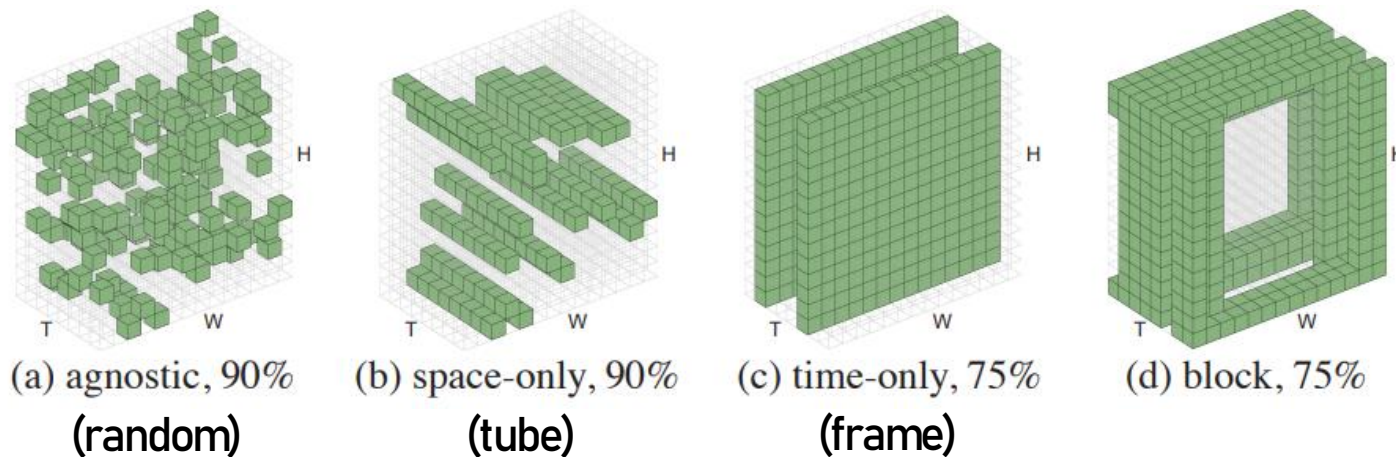 H H H H
T W T W T W T W
(a) agnostic, 90% (b) space-only, 90% (c) time-only, 75% (d) block, 75%
(random) (tube) (frame)